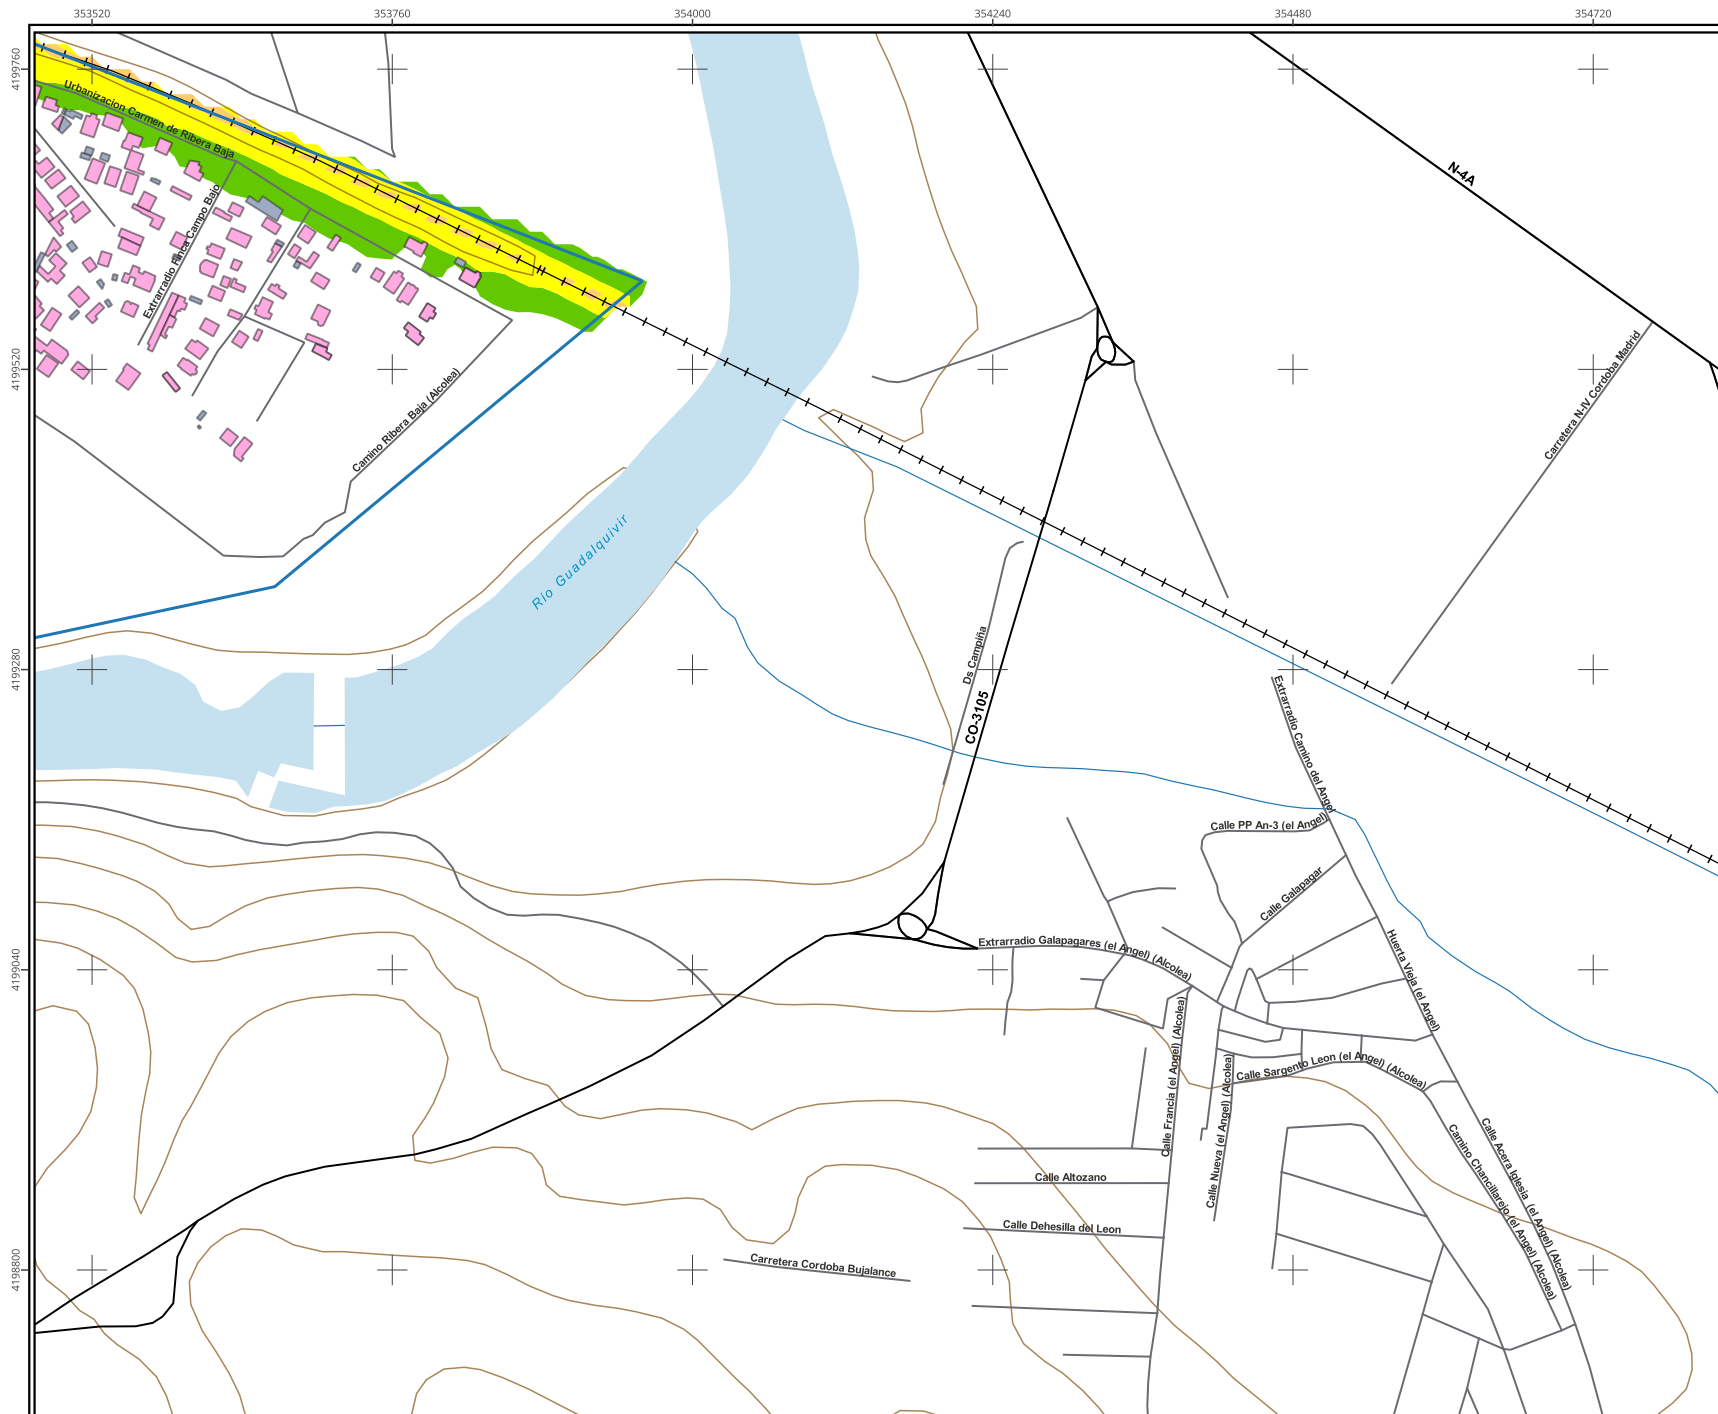 353520
353760
354000
354240
354480
354720
4199760
4199520
4199280
4199040
4198800
Urbanizacion Carmen de Ribera Baja
Extrarradio Finca Campo Bajo
Camino Ribera Baja (Alcolea)
Río Guadalquivir
N-4A
Carretera N-IV Cordoba Madrid
Ds Campiña
CO-3105
Extrarradio Camino del Angel
Calle PP An-3 (el Angel)
Calle Galapagar
Extrarradio Galapagares (el Angel) (Alcolea)
Huerta Vieja (el Angel)
Calle Francia (el Angel) (Alcolea)
Calle Nueva (el Angel) (Alcolea)
Calle Sargento Leon (el Angel) (Alcolea)
Calle Acera Iglesia (el Angel) (Alcolea)
Camino Chancillarejo (el Angel) (Alcolea)
Calle Altozano
Calle Dehesilla del Leon
Carretera Cordoba Bujalance